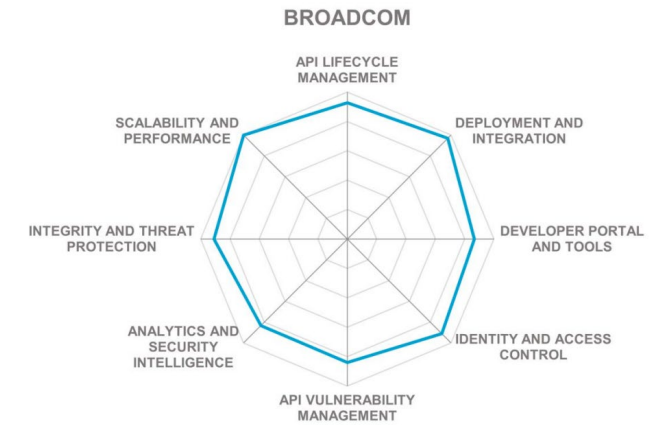 BROADCOM
API LIFECYCLE
MANAGEMENT
DEPLOYMENT AND
INTEGRATION
DEVELOPER PORTAL
AND TOOLS
IDENTITY AND ACCESS
CONTROL
API VULNERABILITY
MANAGEMENT
ANALYTICS AND
SECURITY
INTELLIGENCE
INTEGRITY AND THREAT
PROTECTION
SCALABILITY AND
PERFORMANCE